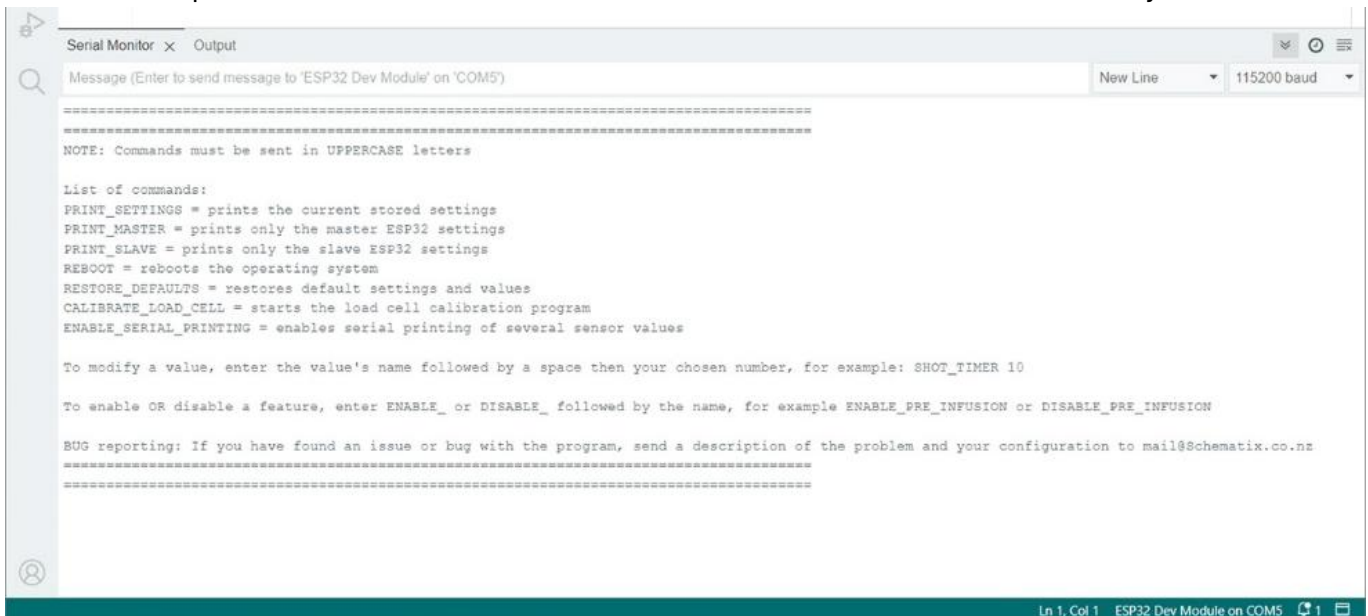 Serial Monitor x Output
Message (Enter to send message to 'ESP32 Dev Module' on 'COM5')
New Line
115200 baud
========================================================================================
========================================================================================
NOTE: Commands must be sent in UPPERCASE letters
List of commands:
PRINT_SETTINGS = prints the current stored settings
PRINT_MASTER = prints only the master ESP32 settings
PRINT_SLAVE = prints only the slave ESP32 settings
REBOOT = reboots the operating system
RESTORE_DEFAULTS = restores default settings and values
CALIBRATE_LOAD_CELL = starts the load cell calibration program
ENABLE_SERIAL_PRINTING = enables serial printing of several sensor values
To modify a value, enter the value's name followed by a space then your chosen number, for example: SHOT_TIMER 10
To enable OR disable a feature, enter ENABLE_ or DISABLE_ followed by the name, for example ENABLE_PRE_INFUSION or DISABLE_PRE_INFUSION
BUG reporting: If you have found an issue or bug with the program, send a description of the problem and your configuration to mail@Schematix.co.nz
========================================================================================
========================================================================================
Ln 1, Col 1 ESP32 Dev Module on COM5 1